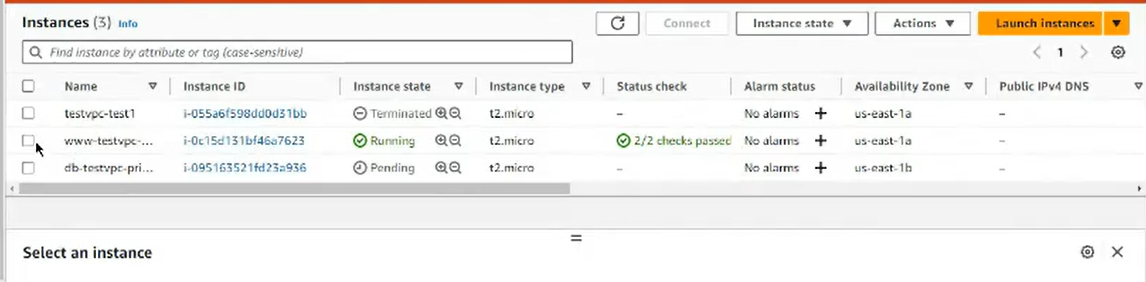 Instances (3) Info
Connect Instance state Actions Launch instances
Find instance by attribute or tag (case-sensitive)
1
Name Instance ID Instance state Instance type Status check Alarm status Availability Zone Public IPv4 DNS
testvpc-test1 i-055a6f598dd0d31bb Terminated t2.micro – No alarms + us-east-1a –
www-testvpc-... i-0c15d131bf46a7623 Running t2.micro 2/2 checks passed No alarms + us-east-1a –
db-testvpc-pri... i-095163521fd23a936 Pending t2.micro – No alarms + us-east-1b –
Select an instance